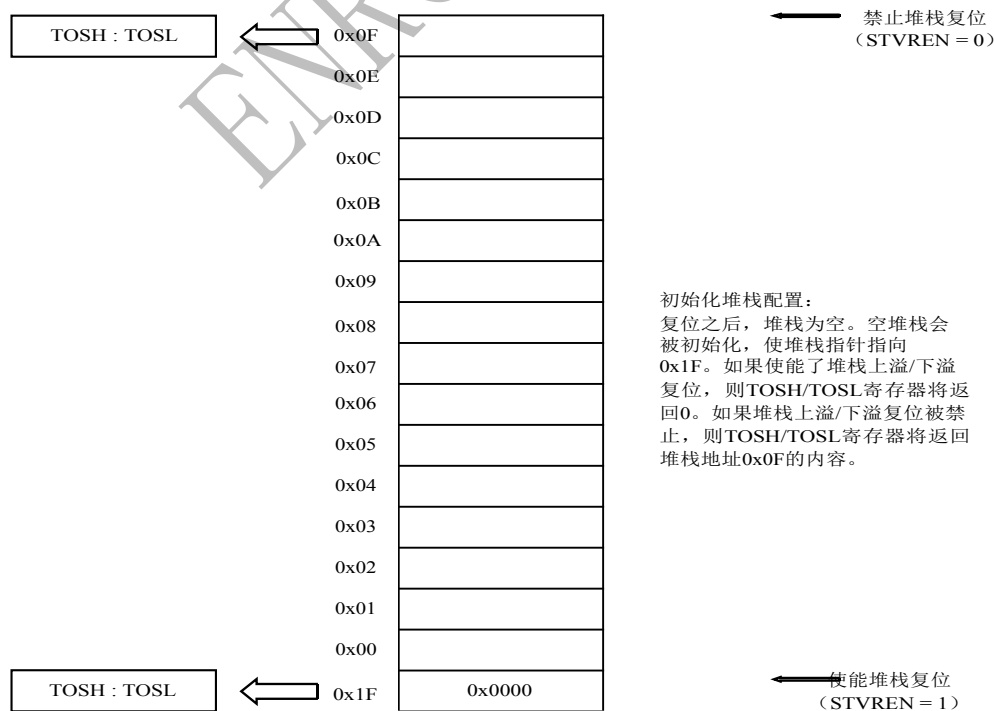 禁止堆栈复位
（STVREN = 0）
TOSH : TOSL
0x0F
0x0E
0x0D
0x0C
0x0B
0x0A
0x09
0x08
0x07
0x06
0x05
0x04
0x03
0x02
0x01
0x00
初始化堆栈配置：
复位之后，堆栈为空。空堆栈会
被初始化，使堆栈指针指向
0x1F。如果使能了堆栈上溢/下溢
复位，则TOSH/TOSL寄存器将返
回0。如果堆栈上溢/下溢复位被禁
止，则TOSH/TOSL寄存器将返回
堆栈地址0x0F的内容。
TOSH : TOSL
0x1F
0x0000
使能堆栈复位
（STVREN = 1）